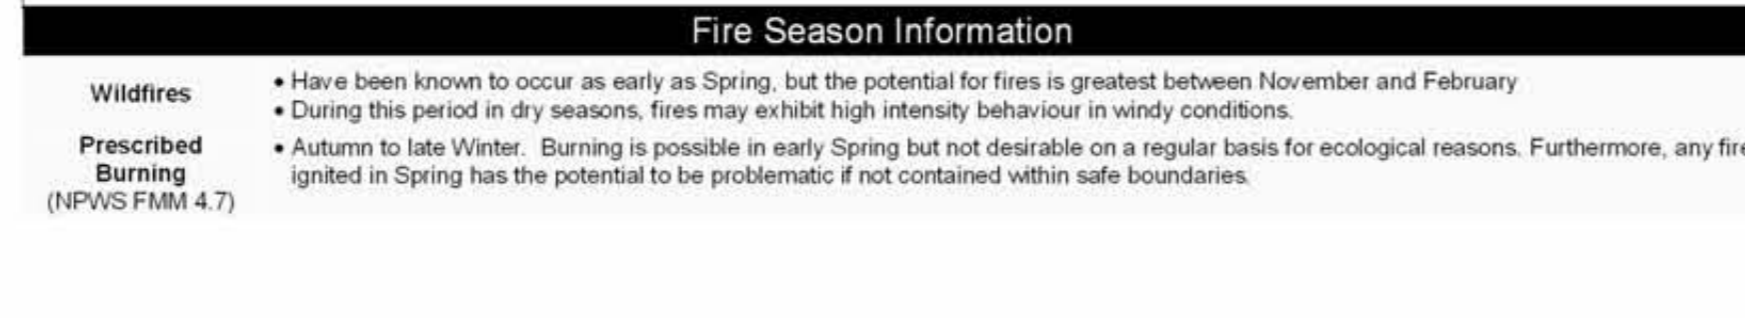 Fire Season Information
Wildfires
• Have been known to occur as early as Spring, but the potential for fires is greatest between November and February
• During this period in dry seasons, fires may exhibit high intensity behaviour in windy conditions.
Prescribed
Burning
(NPWS FMM 4.7)
• Autumn to late Winter. Burning is possible in early Spring but not desirable on a regular basis for ecological reasons. Furthermore, any fire
ignited in Spring has the potential to be problematic if not contained within safe boundaries.